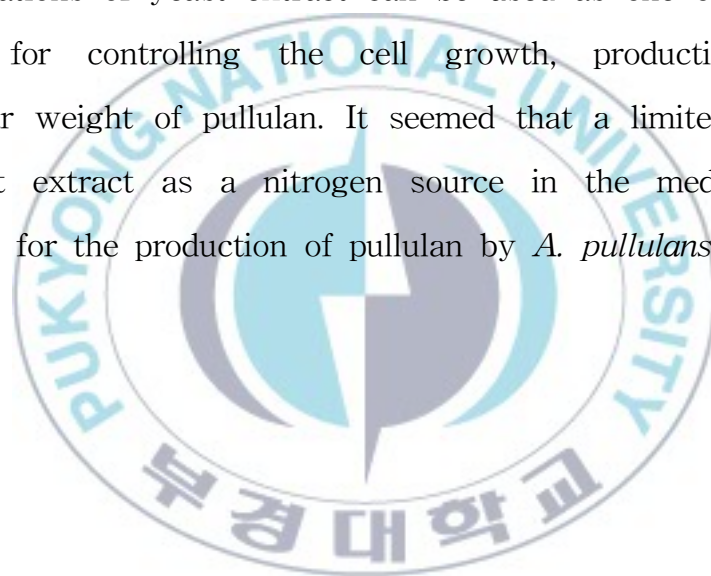 for controlling the cell growth, producti
r weight of pullulan. It seemed that a limite
t extract as a nitrogen source in the med
for the production of pullulan by A. pullulans
PUKYONG NATIONAL UNIVERSITY
부경대학교